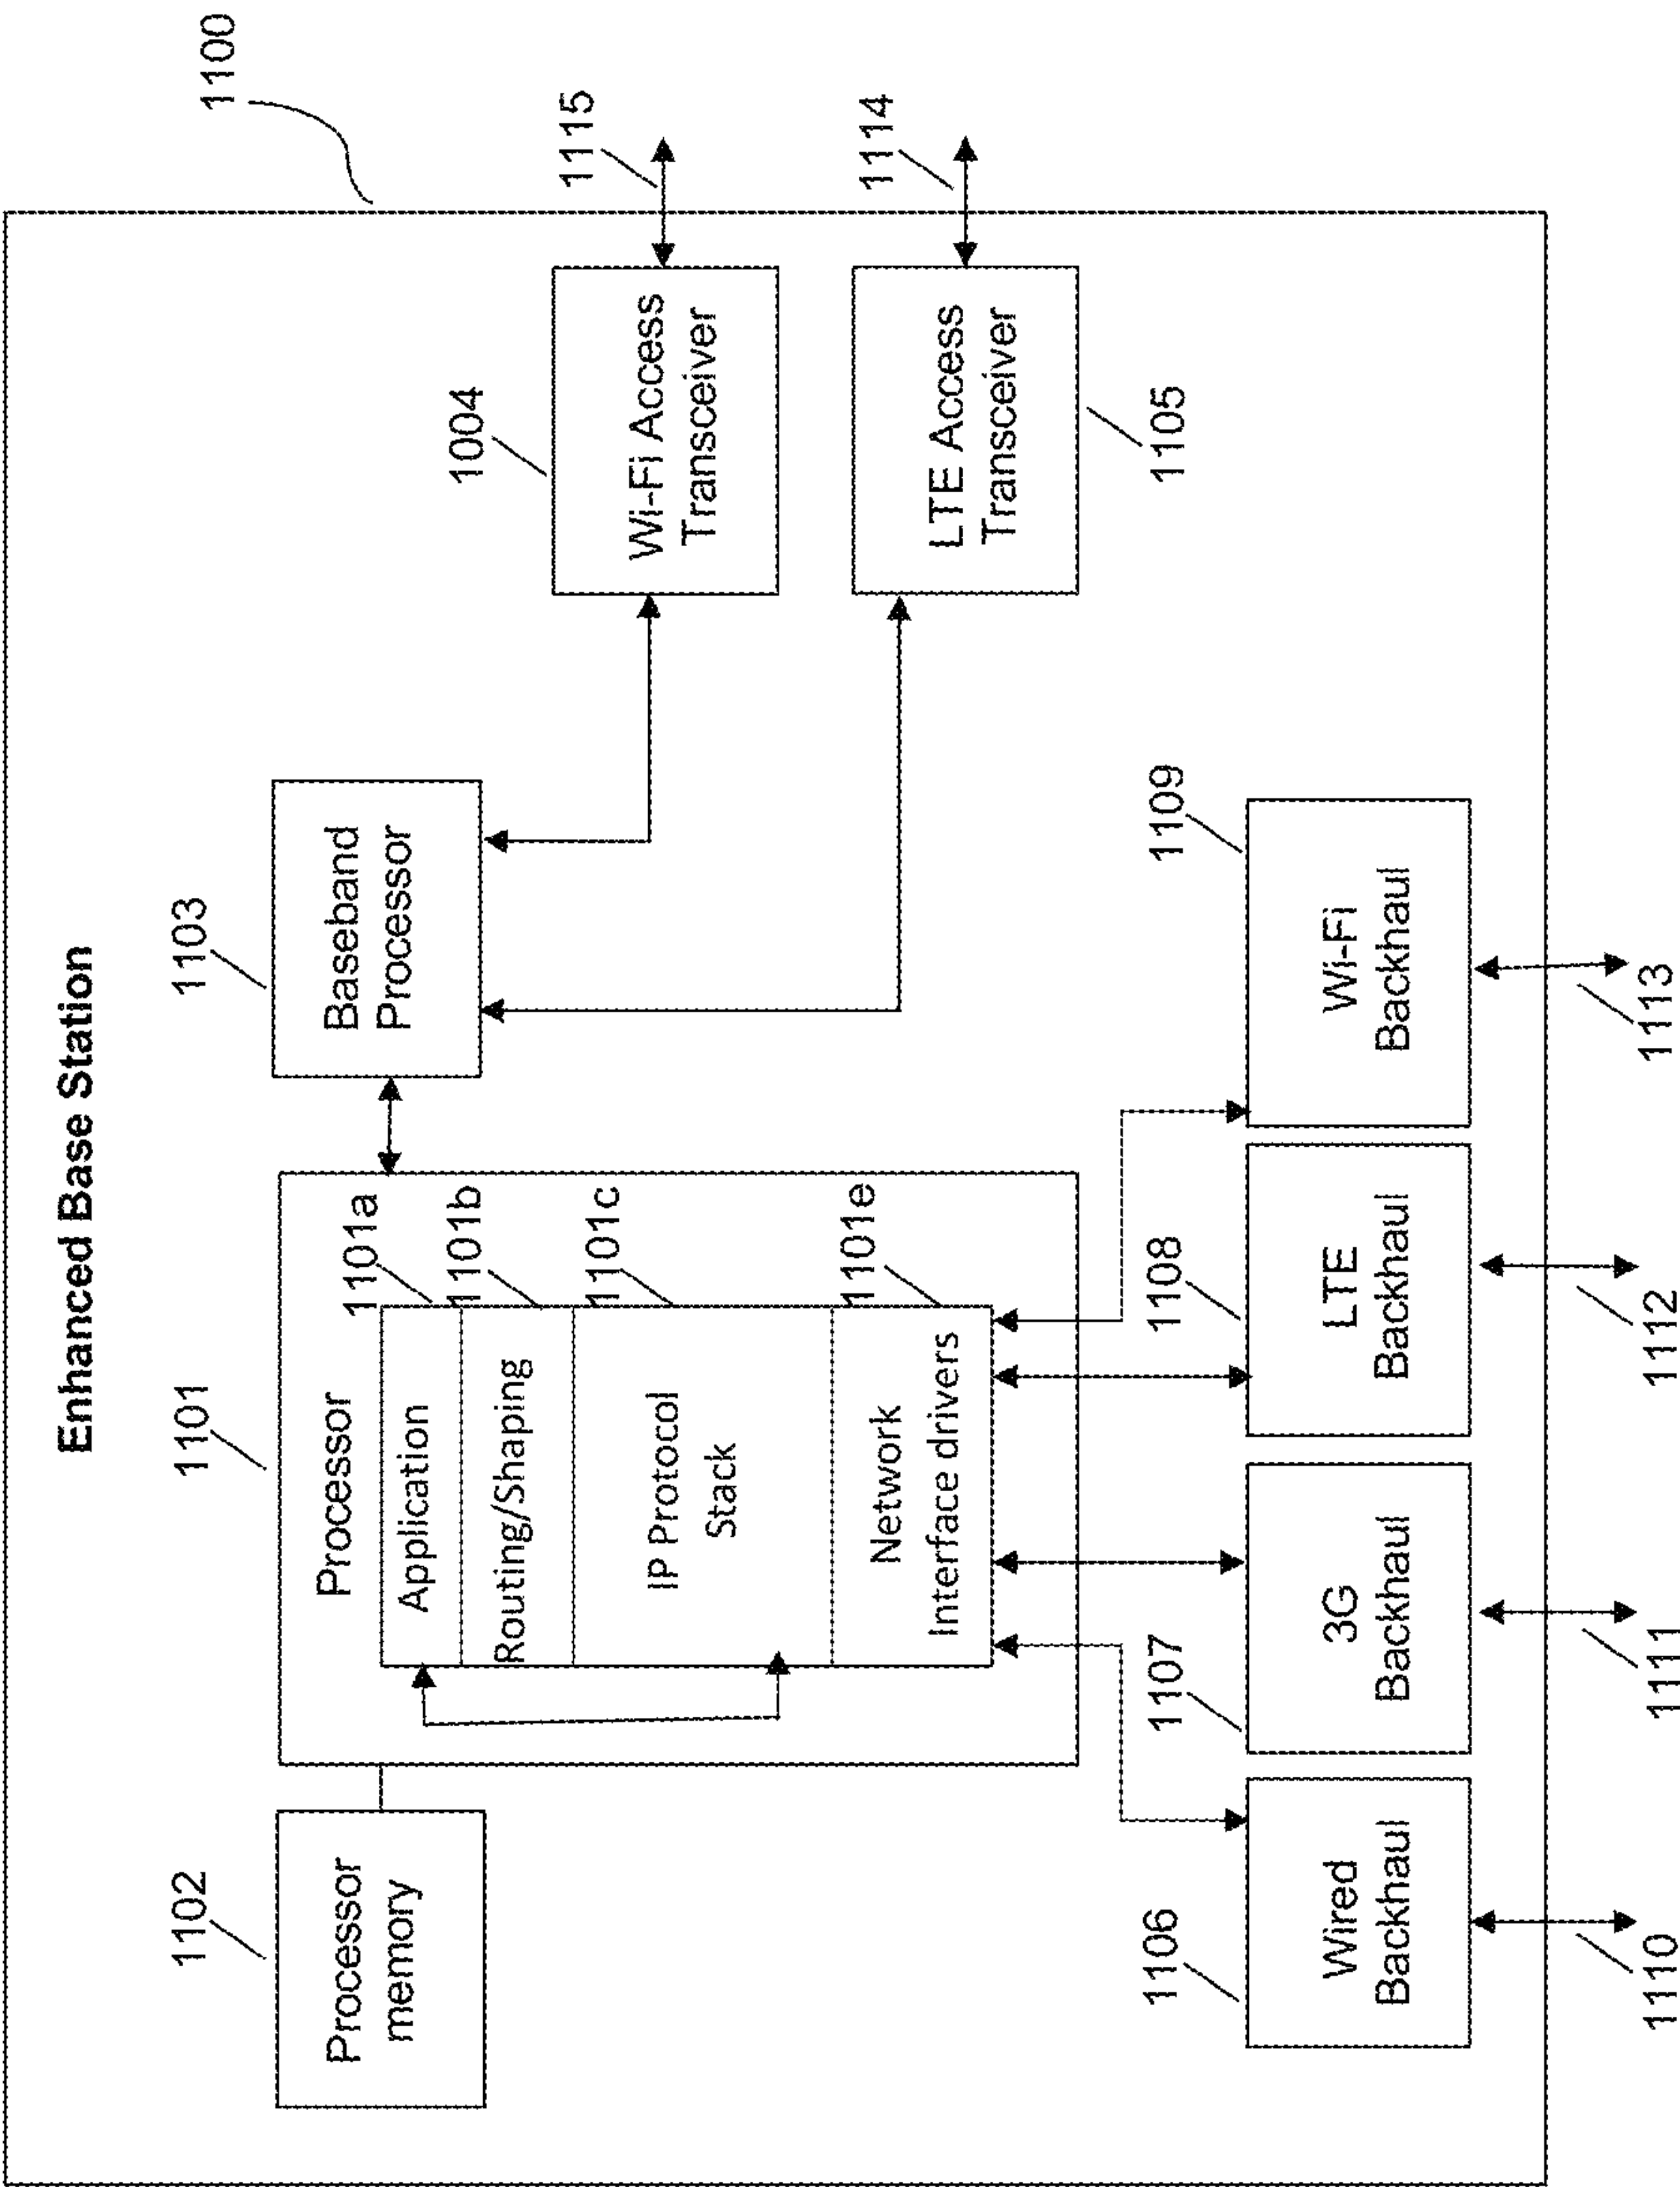 Enhanced Base Station
1100
1102
1101
1103
Processor
memory
Processor
1101a
Application
1101b
Routing/Shaping
1101c
IP Protocol
Stack
1101e
Network
Interface drivers
Baseband
Processor
1004
1115
Wi-Fi Access
Transceiver
1114
LTE Access
Transceiver
1105
1106
1107
1108
1109
Wired
Backhaul
3G
Backhaul
LTE
Backhaul
Wi-Fi
Backhaul
1110
1111
1112
1113